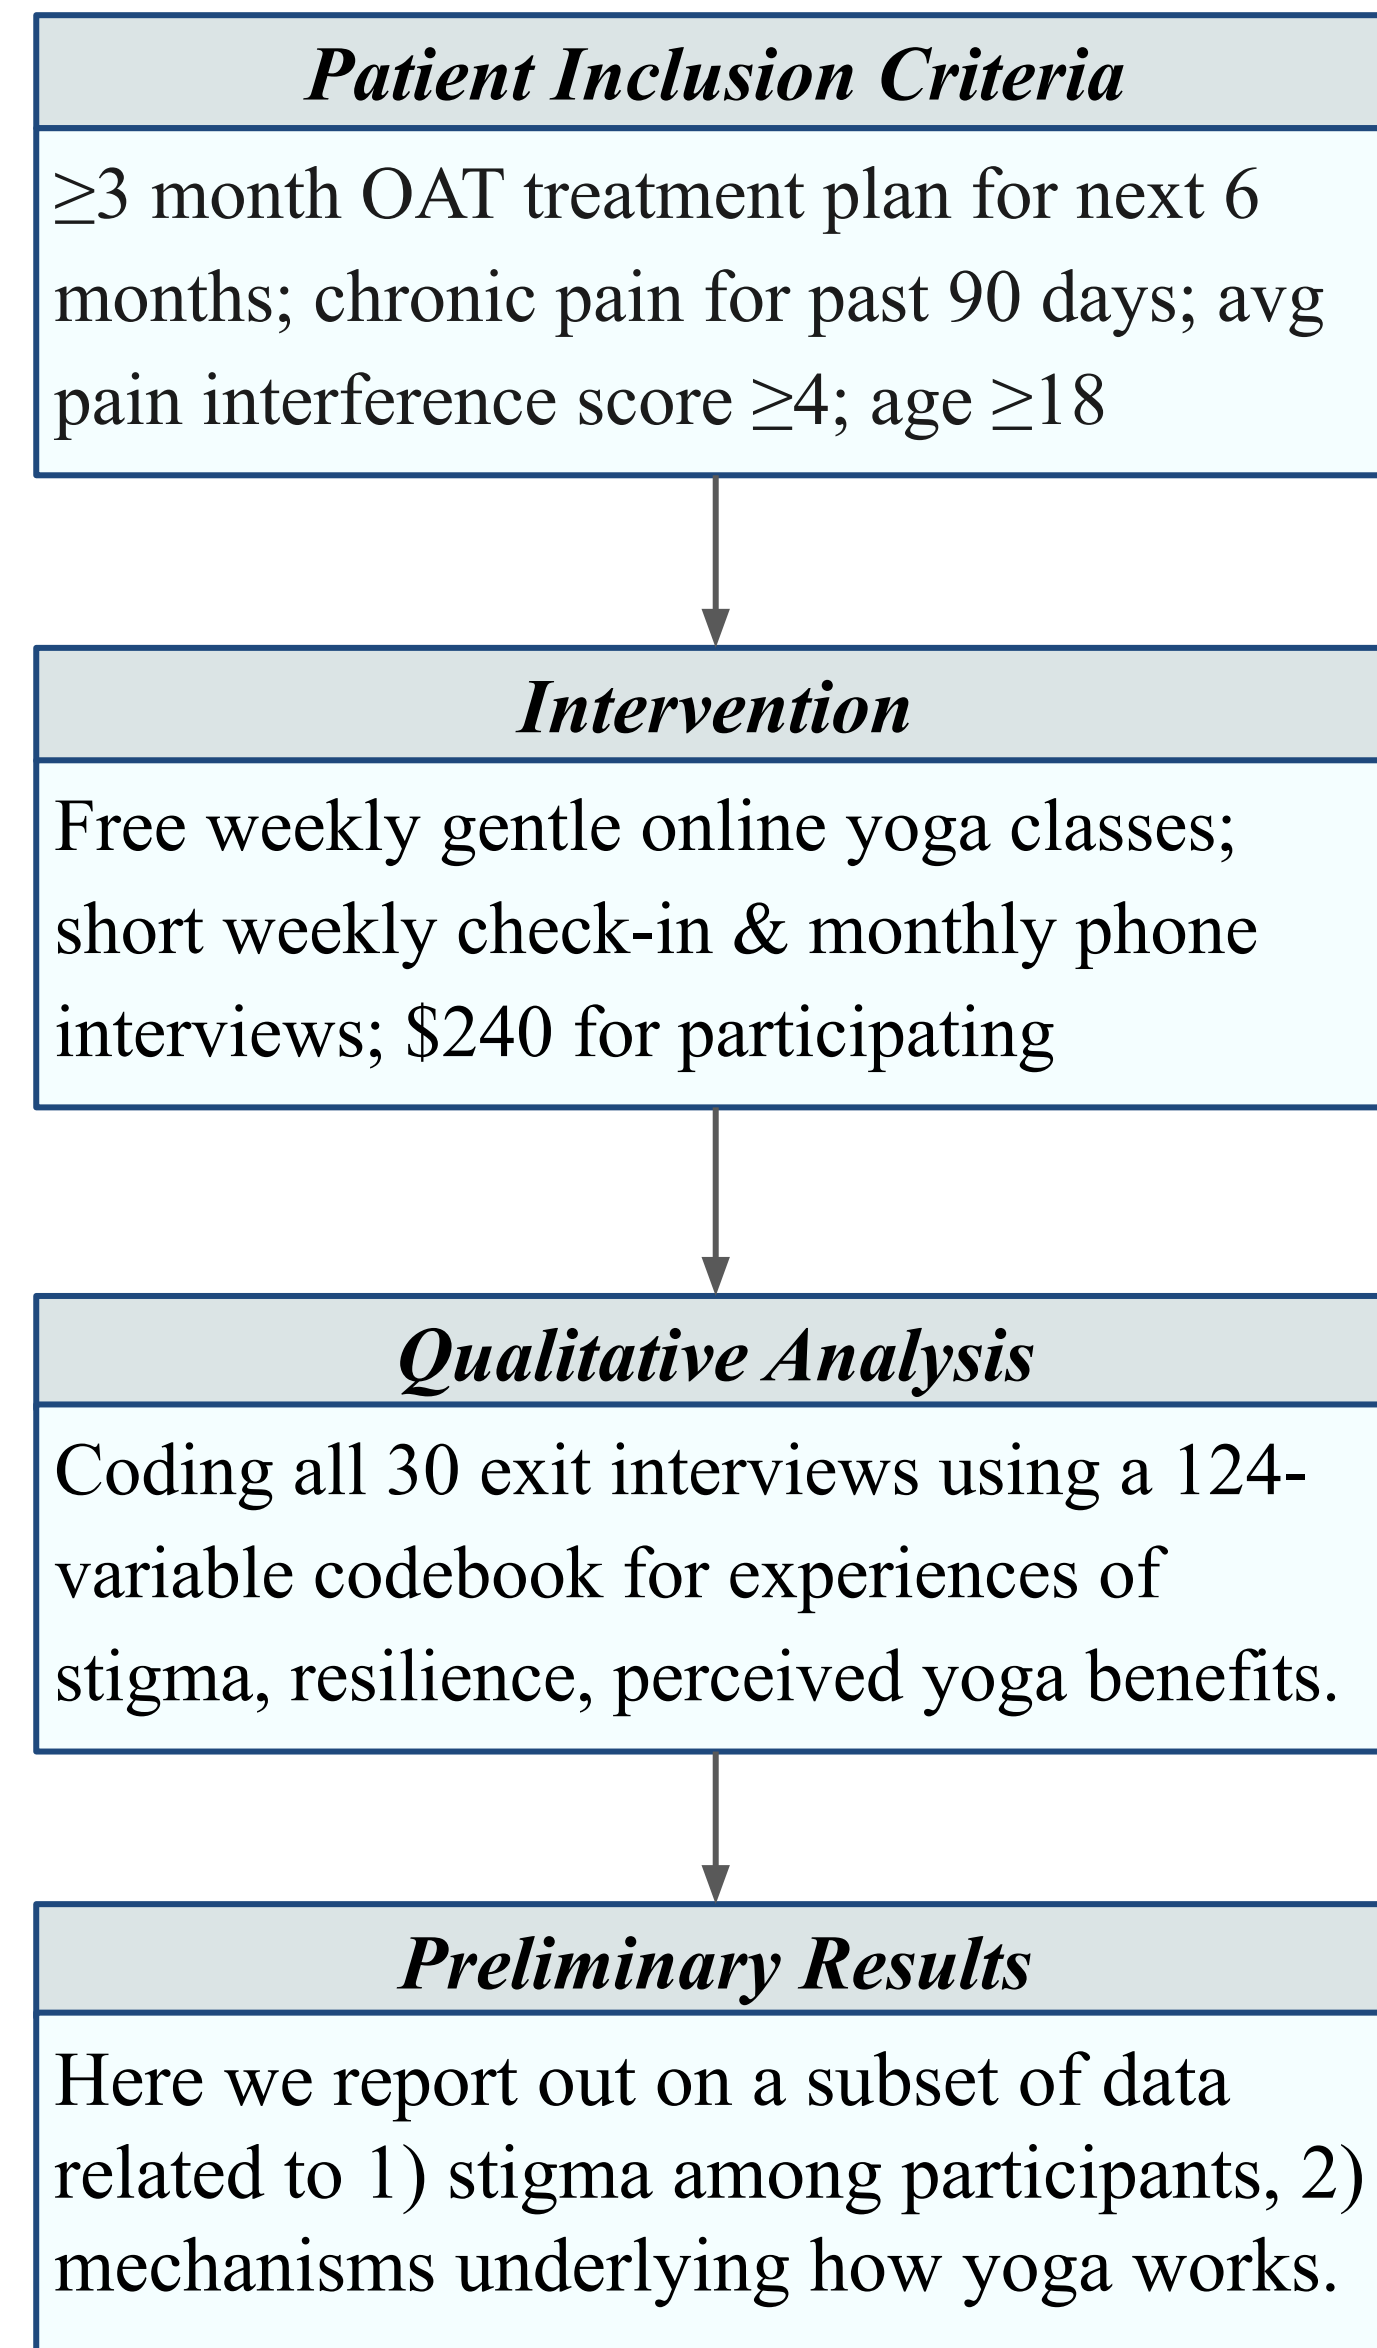 Patient Inclusion Criteria
≥3 month OAT treatment plan for next 6
months; chronic pain for past 90 days; avg
pain interference score ≥4; age ≥18
Intervention
Free weekly gentle online yoga classes;
short weekly check-in & monthly phone
interviews; $240 for participating
Qualitative Analysis
Coding all 30 exit interviews using a 124-
variable codebook for experiences of
stigma, resilience, perceived yoga benefits.
Preliminary Results
Here we report out on a subset of data
related to 1) stigma among participants, 2)
mechanisms underlying how yoga works.